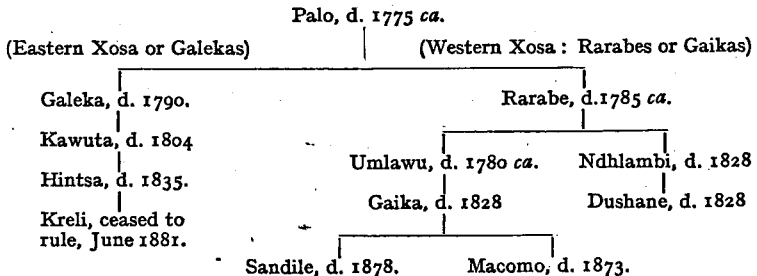 Palo, d. 1775 ca.
(Eastern Xosa or Galekas) (Western Xosa: Rarabes or Gaikas)
Galeka, d. 1790. Rarabe, d. 1785 ca.
Kawuta, d. 1804
Umlawu, d. 1780 ca. Ndhlambi, d. 1828
Hintsa, d. 1835.
Gaika, d. 1828 Dushane, d. 1828
Kreli, ceased to
rule, June 1881.
Sandile, d. 1878. Macomo, d. 1873.